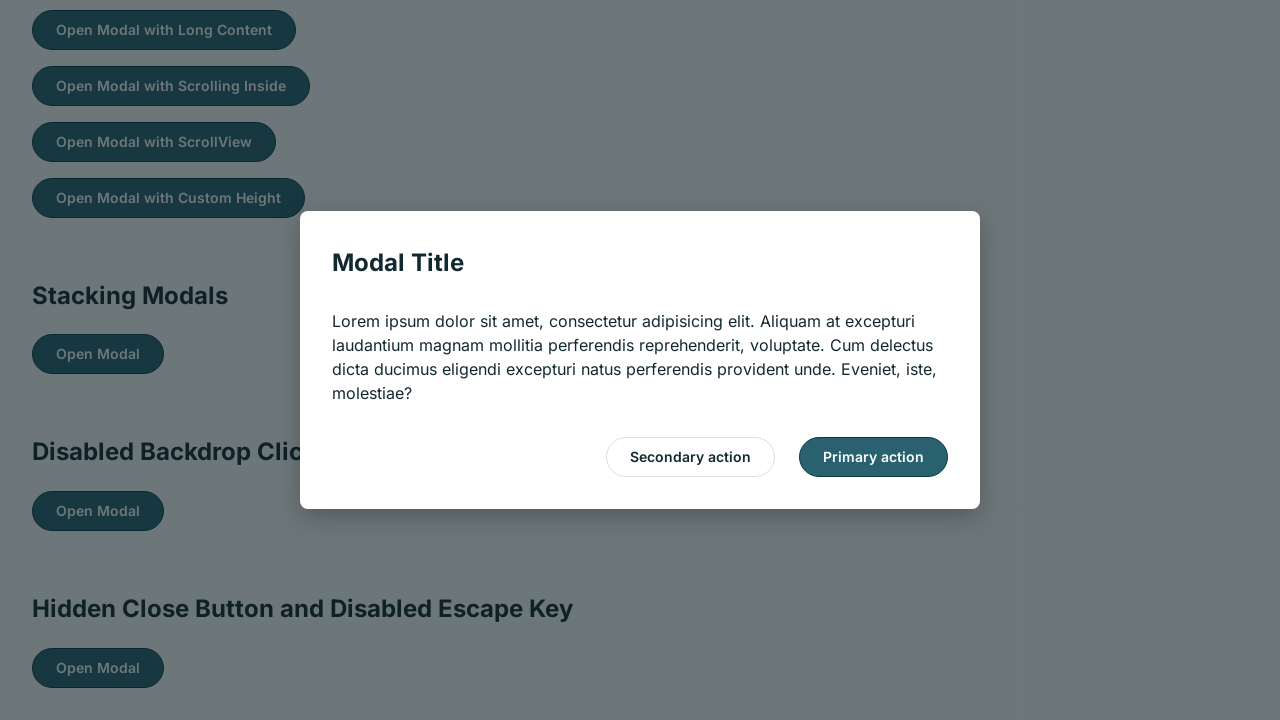 Open Modal with Long Content
Open Modal with Scrolling Inside
Open Modal with ScrollView
Open Modal with Custom Height
Stacking Modals
Open Modal
Disabled Backdrop Clic
Open Modal
Hidden Close Button and Disabled Escape Key
Open Modal
Modal Title
Lorem ipsum dolor sit amet, consectetur adipisicing elit. Aliquam at excepturi
laudantium magnam mollitia perferendis reprehenderit, voluptate. Cum delectus
dicta ducimus eligendi excepturi natus perferendis provident unde. Eveniet, iste,
molestiae?
Secondary action
Primary action